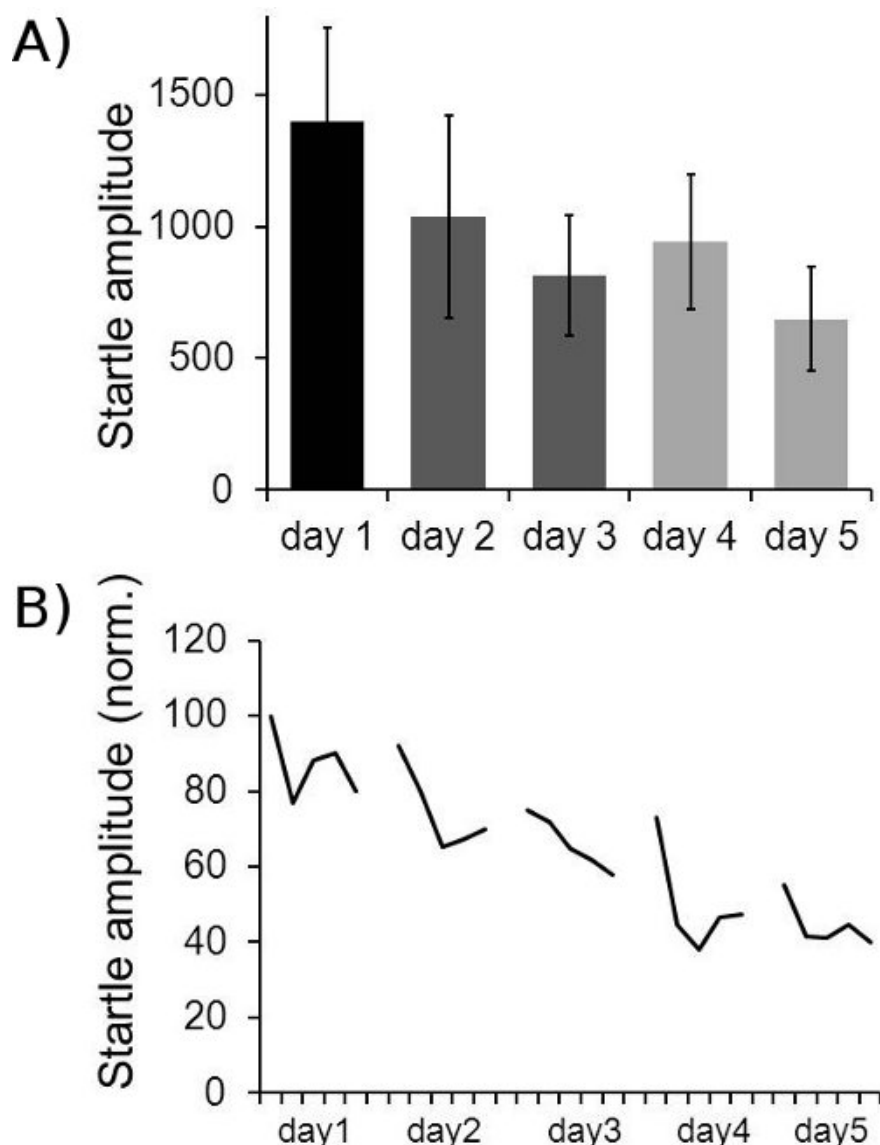 A)
Startle amplitude
1500
1000
500
0
day 1 day 2 day 3 day 4 day 5
B)
Startle amplitude (norm.)
120
100
80
60
40
20
0
day1 day2 day3 day4 day5